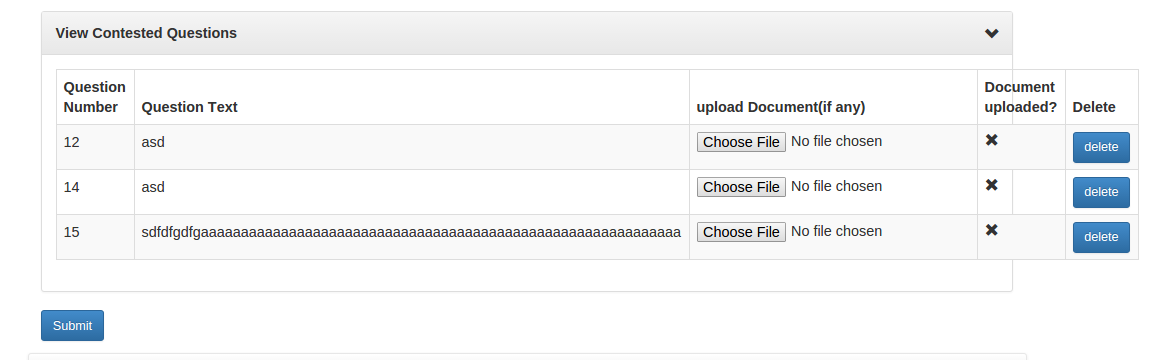 View Contested Questions
Question Number
Question Text
upload Document(if any)
Document uploaded?
Delete
12 asd Choose File No file chosen ✖ delete
14 asd Choose File No file chosen ✖ delete
15 sdfdfgdfgaaaaaaaaaaaaaaaaaaaaaaaaaaaaaaaaaaaaaaaaaaaaaaaaaaaaaaaaaaaa Choose File No file chosen ✖ delete
Submit